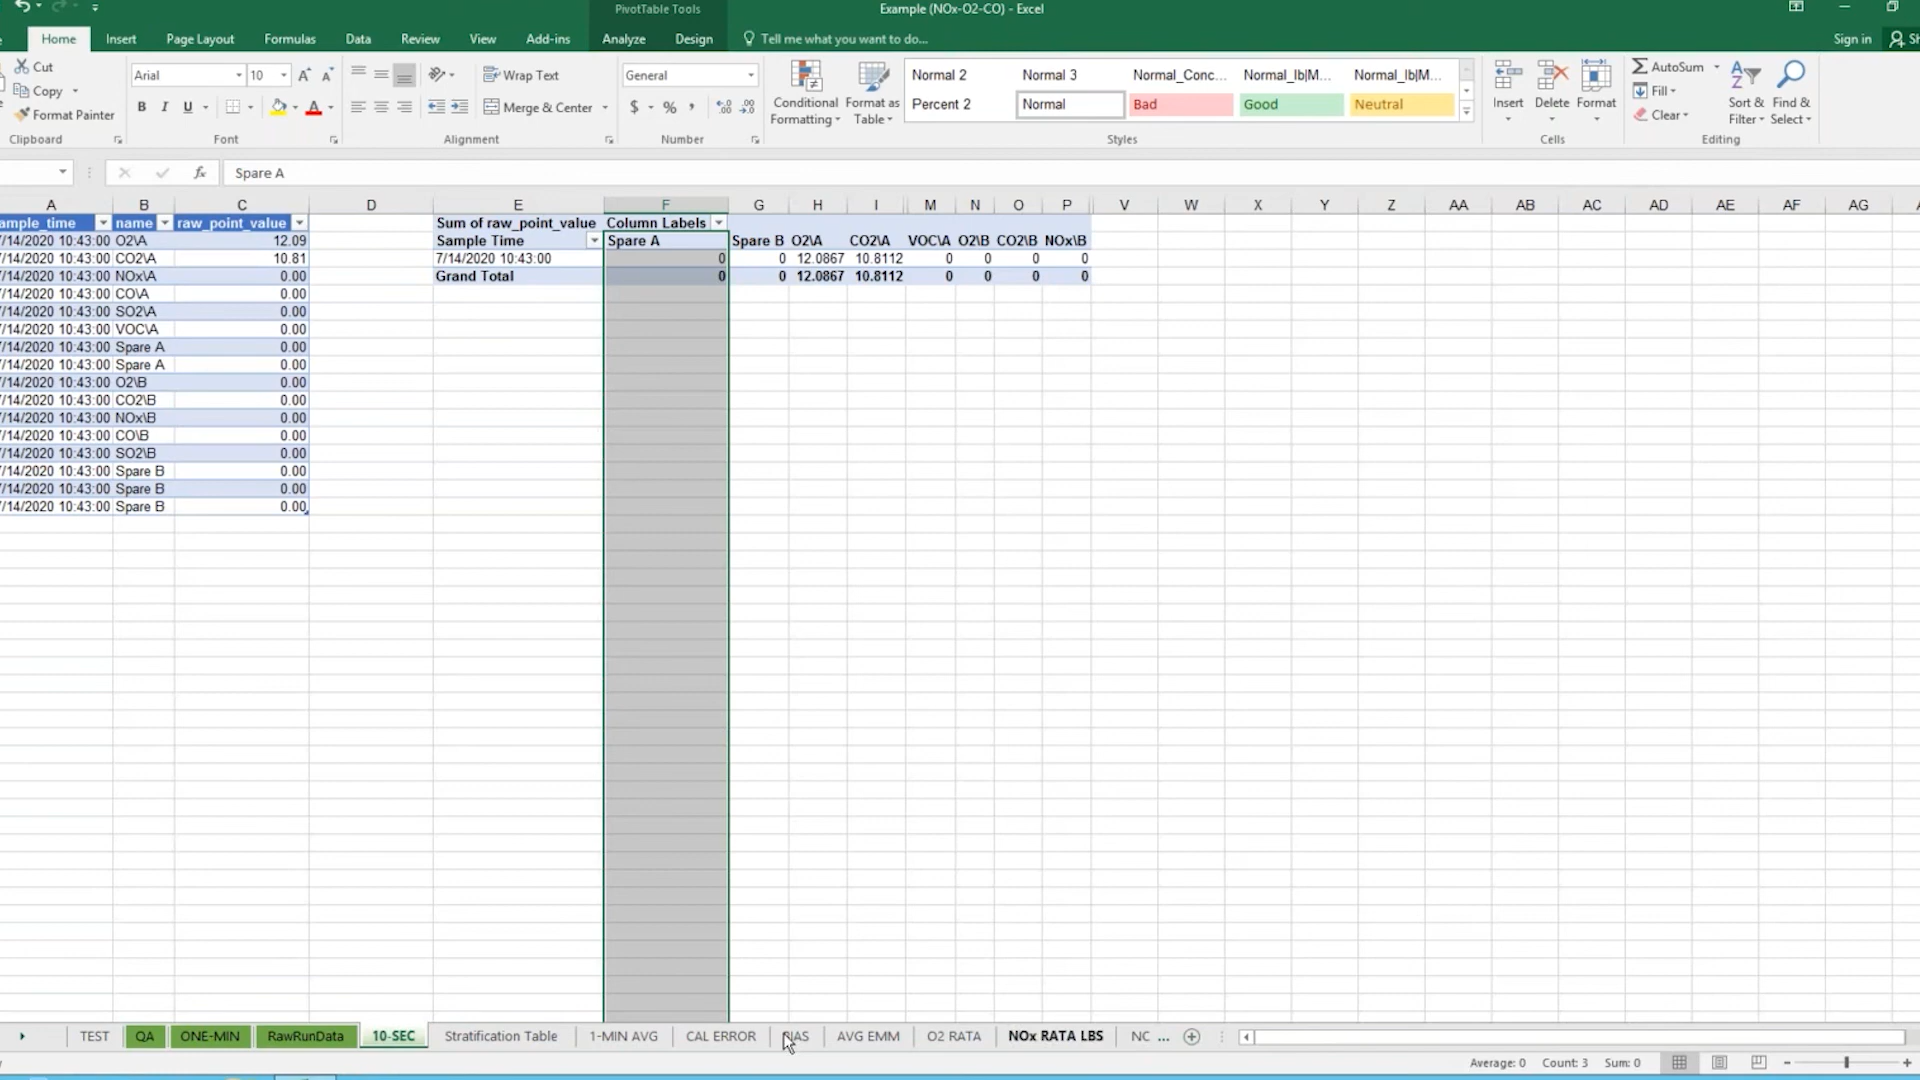 PivotTable Tools
Example (NOx-O2-CO) - Excel
Home Insert Page Layout Formulas Data Review View Add-ins Analyze Design Tell me what you want to do... Sign in
Cut
Copy
Format Painter
Clipboard
Arial 10
B I U
Font
Wrap Text
Merge & Center
Alignment
General
$ % ,
Number
Conditional Formatting
Format as Table
Normal 2 Normal 3 Normal_Conc... Normal_lb|M... Normal_lb|M...
Percent 2 Normal Bad Good Neutral
Styles
Insert Delete Format
Cells
AutoSum
Fill
Clear
Sort & Filter
Find & Select
Editing
fx Spare A
A B C D E F G H I M N O P V W X Y Z AA AB AC AD AE AF AG
ample_time name raw_point_value Sum of raw_point_value Column Labels
/14/2020 10:43:00 O2\A 12.09 Sample Time Spare A Spare B O2\A CO2\A VOC\A O2\B CO2\B NOx\B
/14/2020 10:43:00 CO2\A 10.81 7/14/2020 10:43:00 0 0 12.0867 10.8112 0 0 0 0
/14/2020 10:43:00 NOx\A 0.00 Grand Total 0 0 12.0867 10.8112 0 0 0 0
/14/2020 10:43:00 CO\A 0.00
/14/2020 10:43:00 SO2\A 0.00
/14/2020 10:43:00 VOC\A 0.00
/14/2020 10:43:00 Spare A 0.00
/14/2020 10:43:00 Spare A 0.00
/14/2020 10:43:00 O2\B 0.00
/14/2020 10:43:00 CO2\B 0.00
/14/2020 10:43:00 NOx\B 0.00
/14/2020 10:43:00 CO\B 0.00
/14/2020 10:43:00 SO2\B 0.00
/14/2020 10:43:00 Spare B 0.00
/14/2020 10:43:00 Spare B 0.00
/14/2020 10:43:00 Spare B 0.00
TEST QA ONE-MIN RawRunData 10-SEC Stratification Table 1-MIN AVG CAL ERROR AVG EMM O2 RATA NOx RATA LBS NC ...
Average: 0 Count: 3 Sum: 0